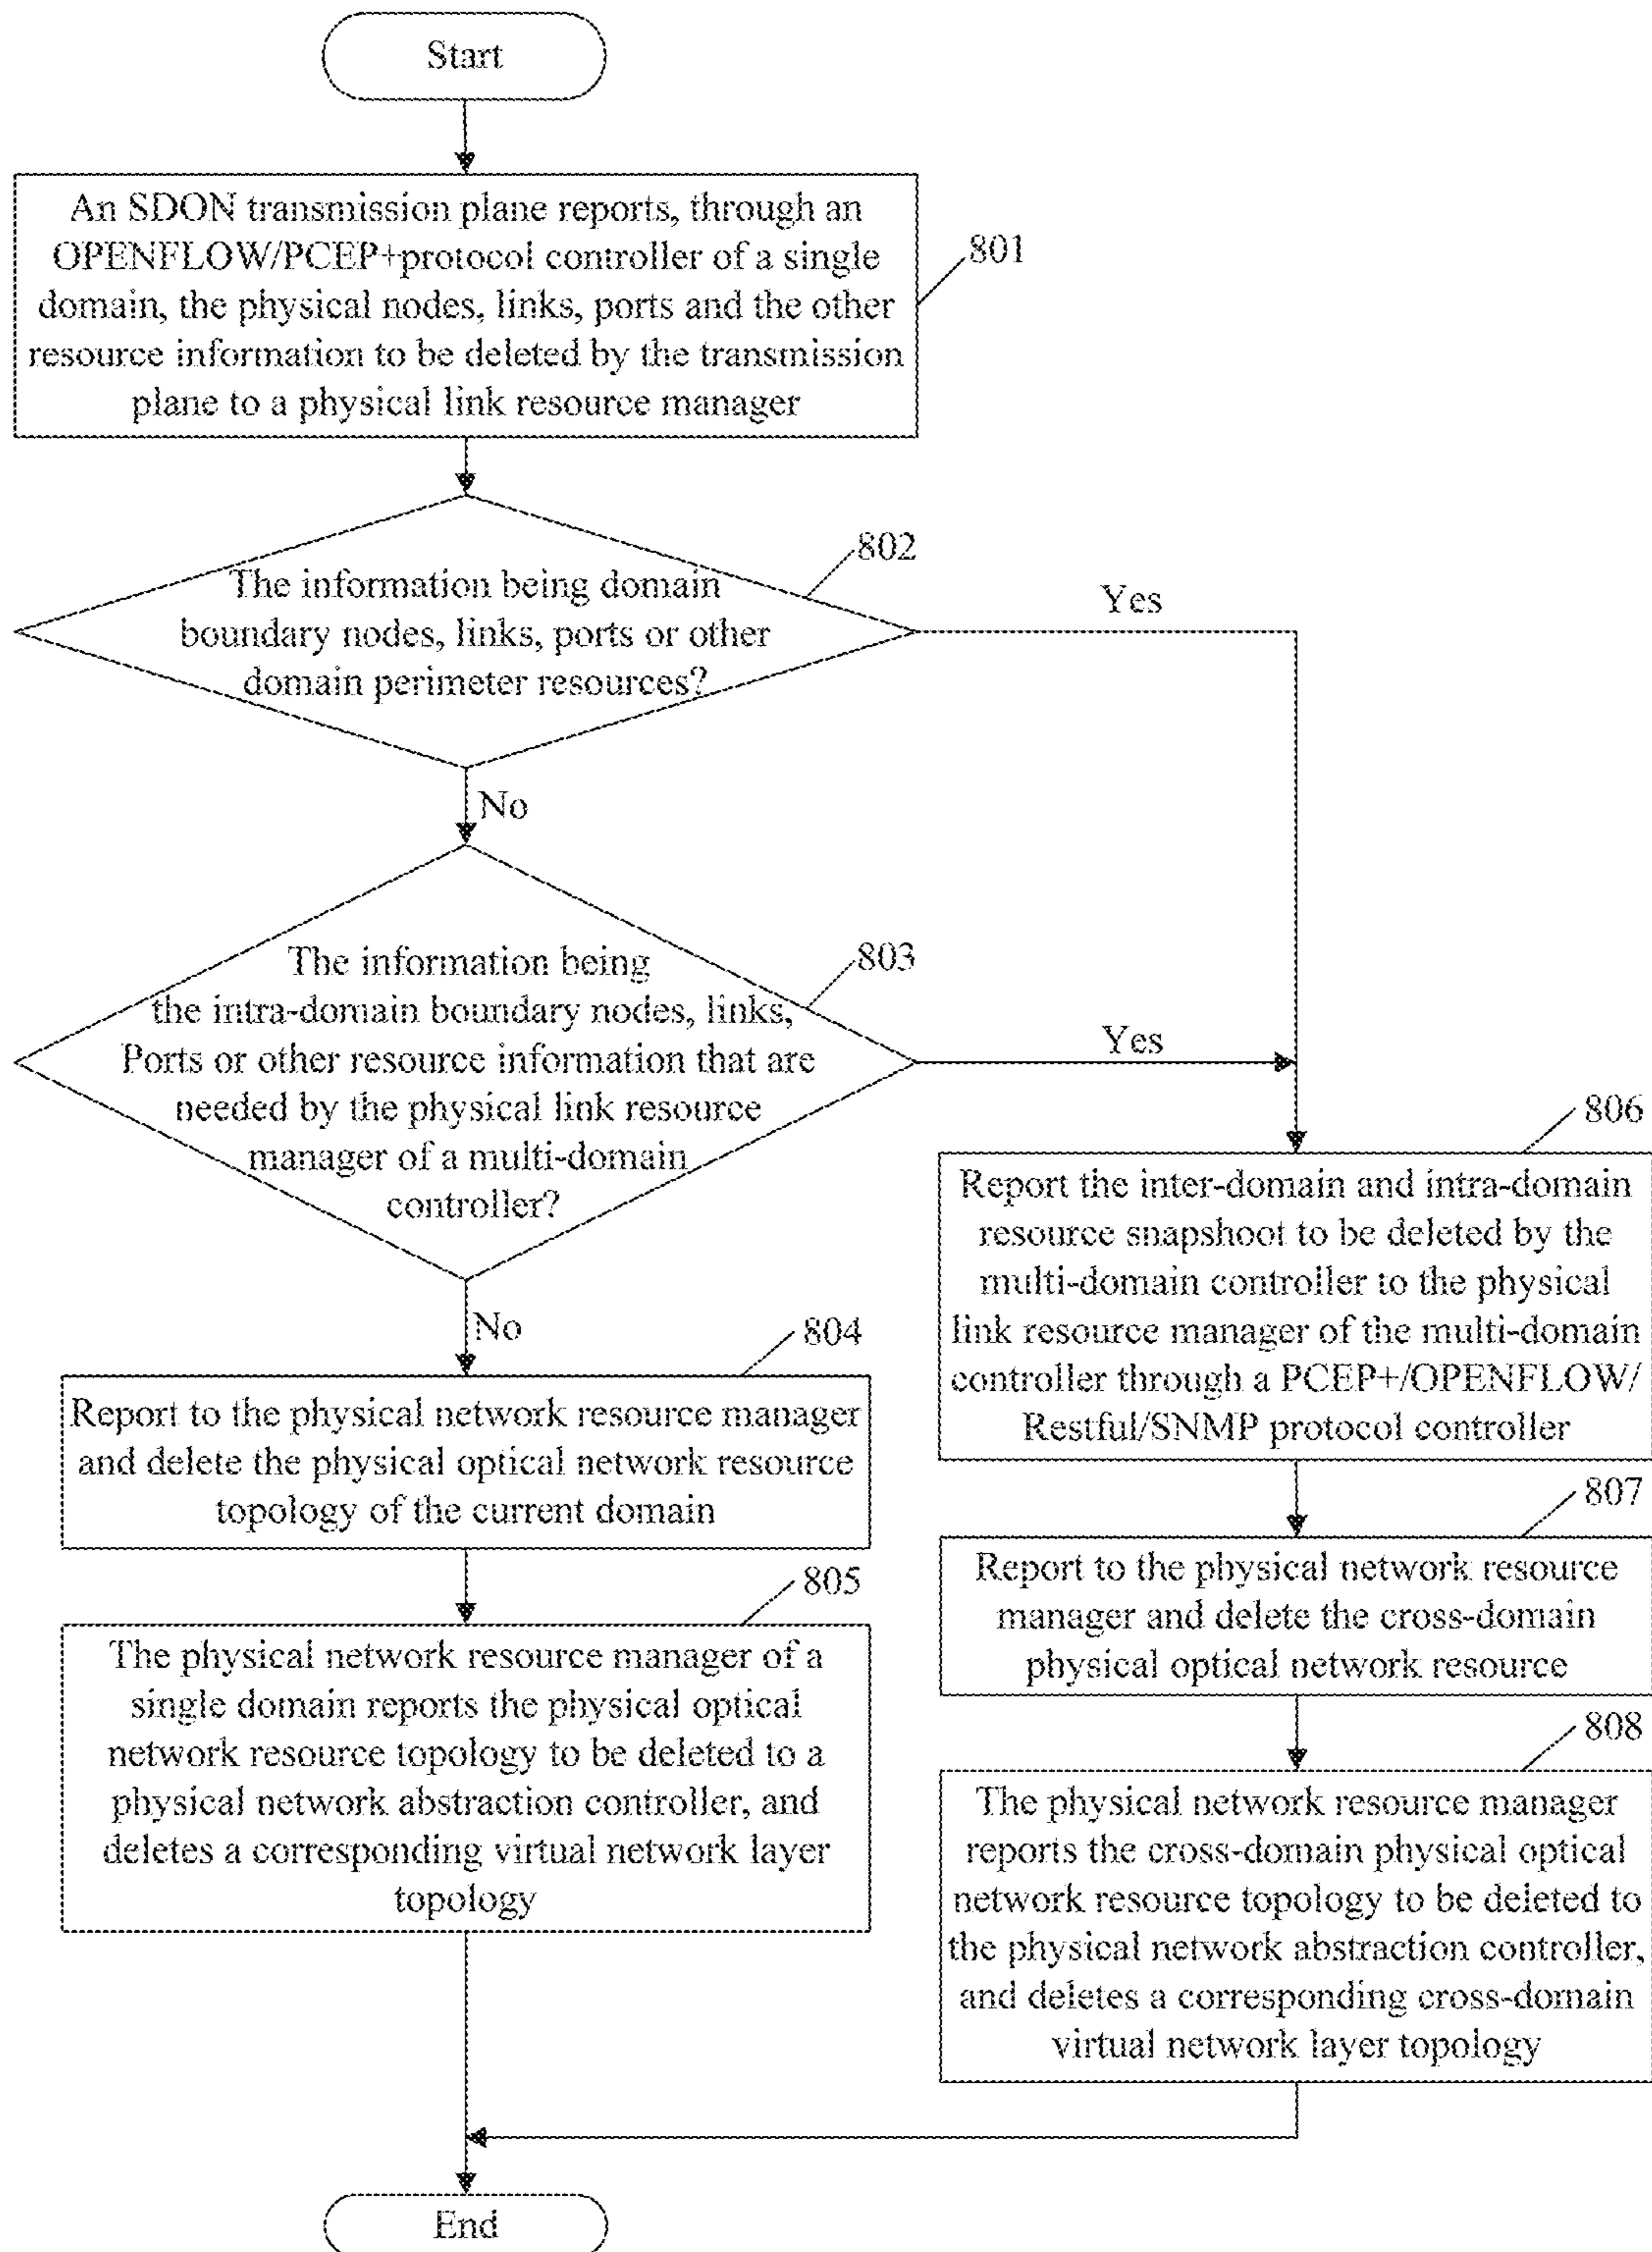 Start
An SDON transmission plane reports, through an
OPENFLOW/PCEP+protocol controller of a single
domain, the physical nodes, links, ports and the other
resource information to be deleted by the transmission
plane to a physical link resource manager
801
802
The information being domain
boundary nodes, links, ports or other
domain perimeter resources?
Yes
No
803
The information being
the intra-domain boundary nodes, links,
Ports or other resource information that are
needed by the physical link resource
manager of a multi-domain
controller?
Yes
No
804
Report to the physical network resource manager
and delete the physical optical network resource
topology of the current domain
805
The physical network resource manager of a
single domain reports the physical optical
network resource topology to be deleted to a
physical network abstraction controller, and
deletes a corresponding virtual network layer
topology
806
Report the inter-domain and intra-domain
resource snapshoot to be deleted by the
multi-domain controller to the physical
link resource manager of the multi-domain
controller through a PCEP+/OPENFLOW/
Restful/SNMP protocol controller
807
Report to the physical network resource
manager and delete the cross-domain
physical optical network resource
808
The physical network resource manager
reports the cross-domain physical optical
network resource topology to be deleted to
the physical network abstraction controller,
and deletes a corresponding cross-domain
virtual network layer topology
End